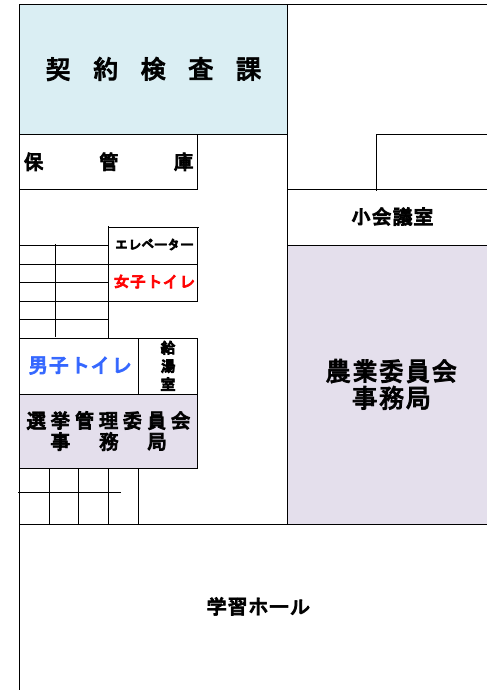 契約検査課
保管庫
小会議室
エレベーター
女子トイレ
男子トイレ
給
湯
室
農業委員会
事務局
選挙管理委員会
事務局
学習ホール